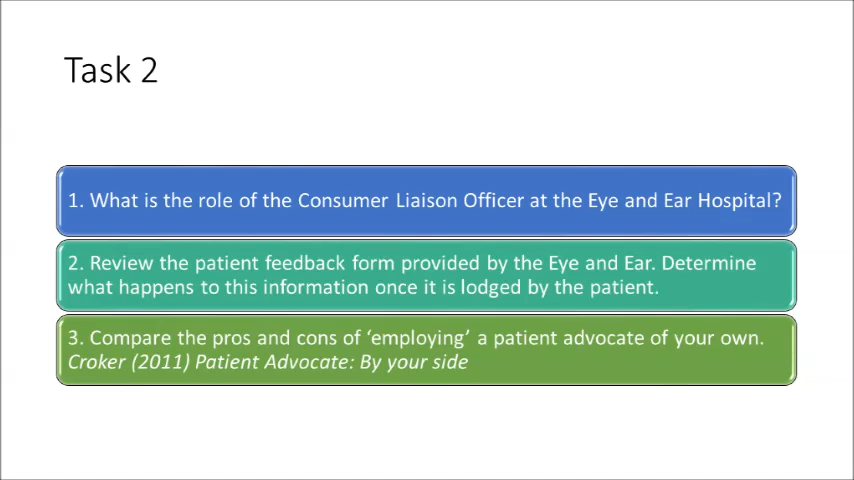 Task 2
1. What is the role of the Consumer Liaison Officer at the Eye and Ear Hospital?
2. Review the patient feedback form provided by the Eye and Ear. Determine
what happens to this information once it is lodged by the patient.
3. Compare the pros and cons of ‘employing’ a patient advocate of your own.
Croker (2011) Patient Advocate: By your side